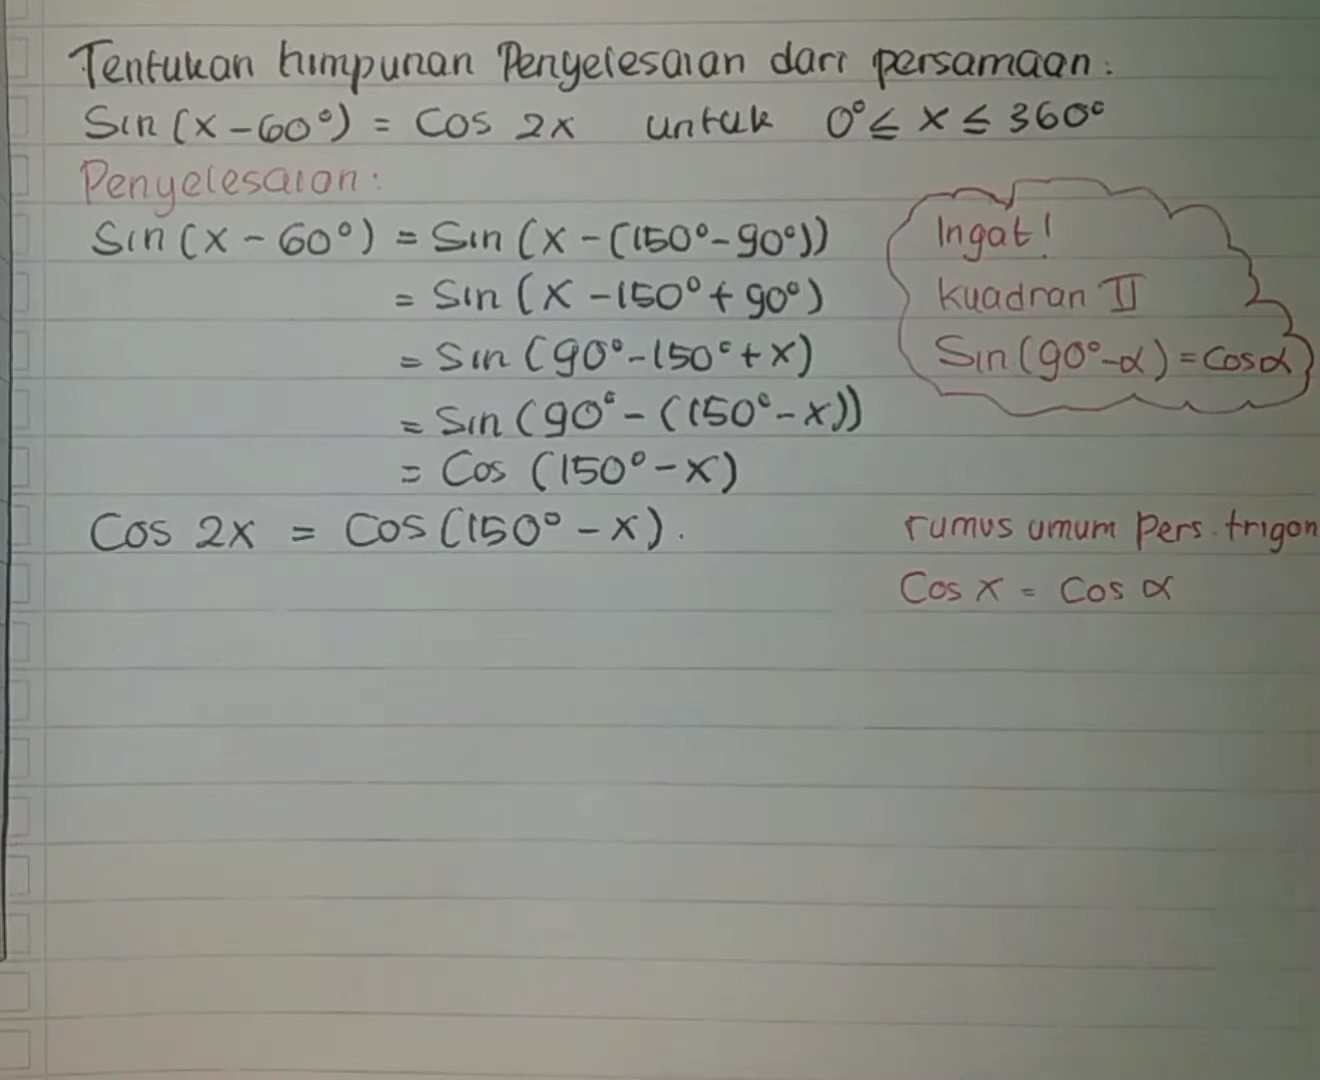 Tentukan himpunan Penyelesaian dari persamaan:
Sin (x - 60°) = Cos 2x untuk 0° ≤ x ≤ 360°
Penyelesaian:
Sin (x - 60°) = Sin (x - (150° - 90°))
= Sin (x - 150° + 90°)
= Sin (90° - 150° + x)
= Sin (90° - (150° - x))
= Cos (150° - x)
Cos 2x = Cos (150° - x).
Ingat!
kuadran II
Sin (90° - α) = cos α
rumus umum pers. trigon
Cos x = Cos α